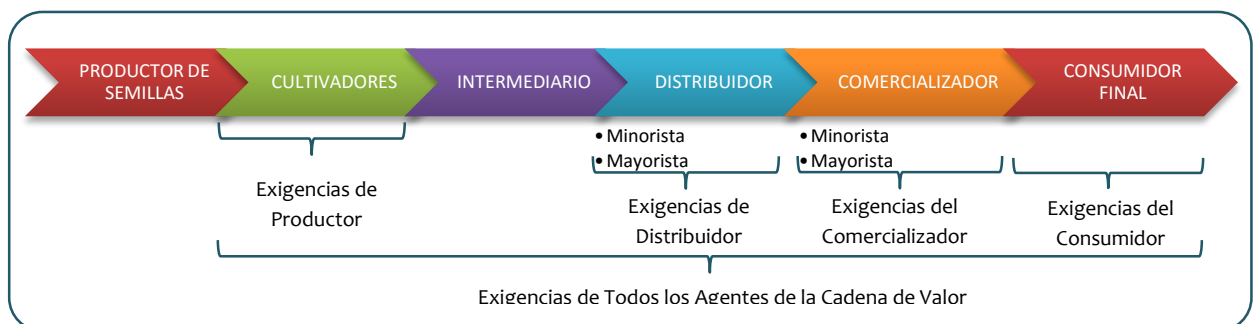 PRODUCTOR DE
SEMILLAS
CULTIVADORES
INTERMEDIARIO
DISTRIBUIDOR
COMERCIALIZADOR
CONSUMIDOR
FINAL
• Minorista
• Mayorista
• Minorista
• Mayorista
Exigencias de
Productor
Exigencias de
Distribuidor
Exigencias del
Comercializador
Exigencias del
Consumidor
Exigencias de Todos los Agentes de la Cadena de Valor